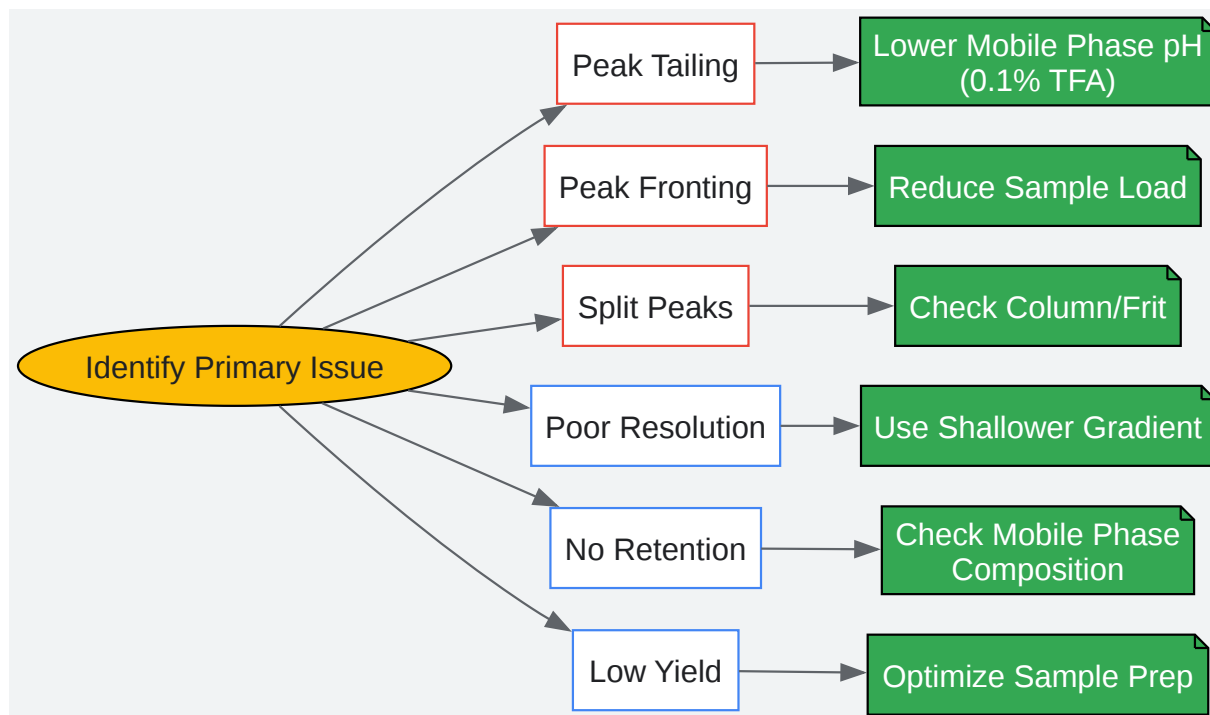 Identify Primary Issue
Peak Tailing
Lower Mobile Phase pH
(0.1% TFA)
Peak Fronting
Reduce Sample Load
Split Peaks
Check Column/Frit
Poor Resolution
Use Shallower Gradient
No Retention
Check Mobile Phase
Composition
Low Yield
Optimize Sample Prep